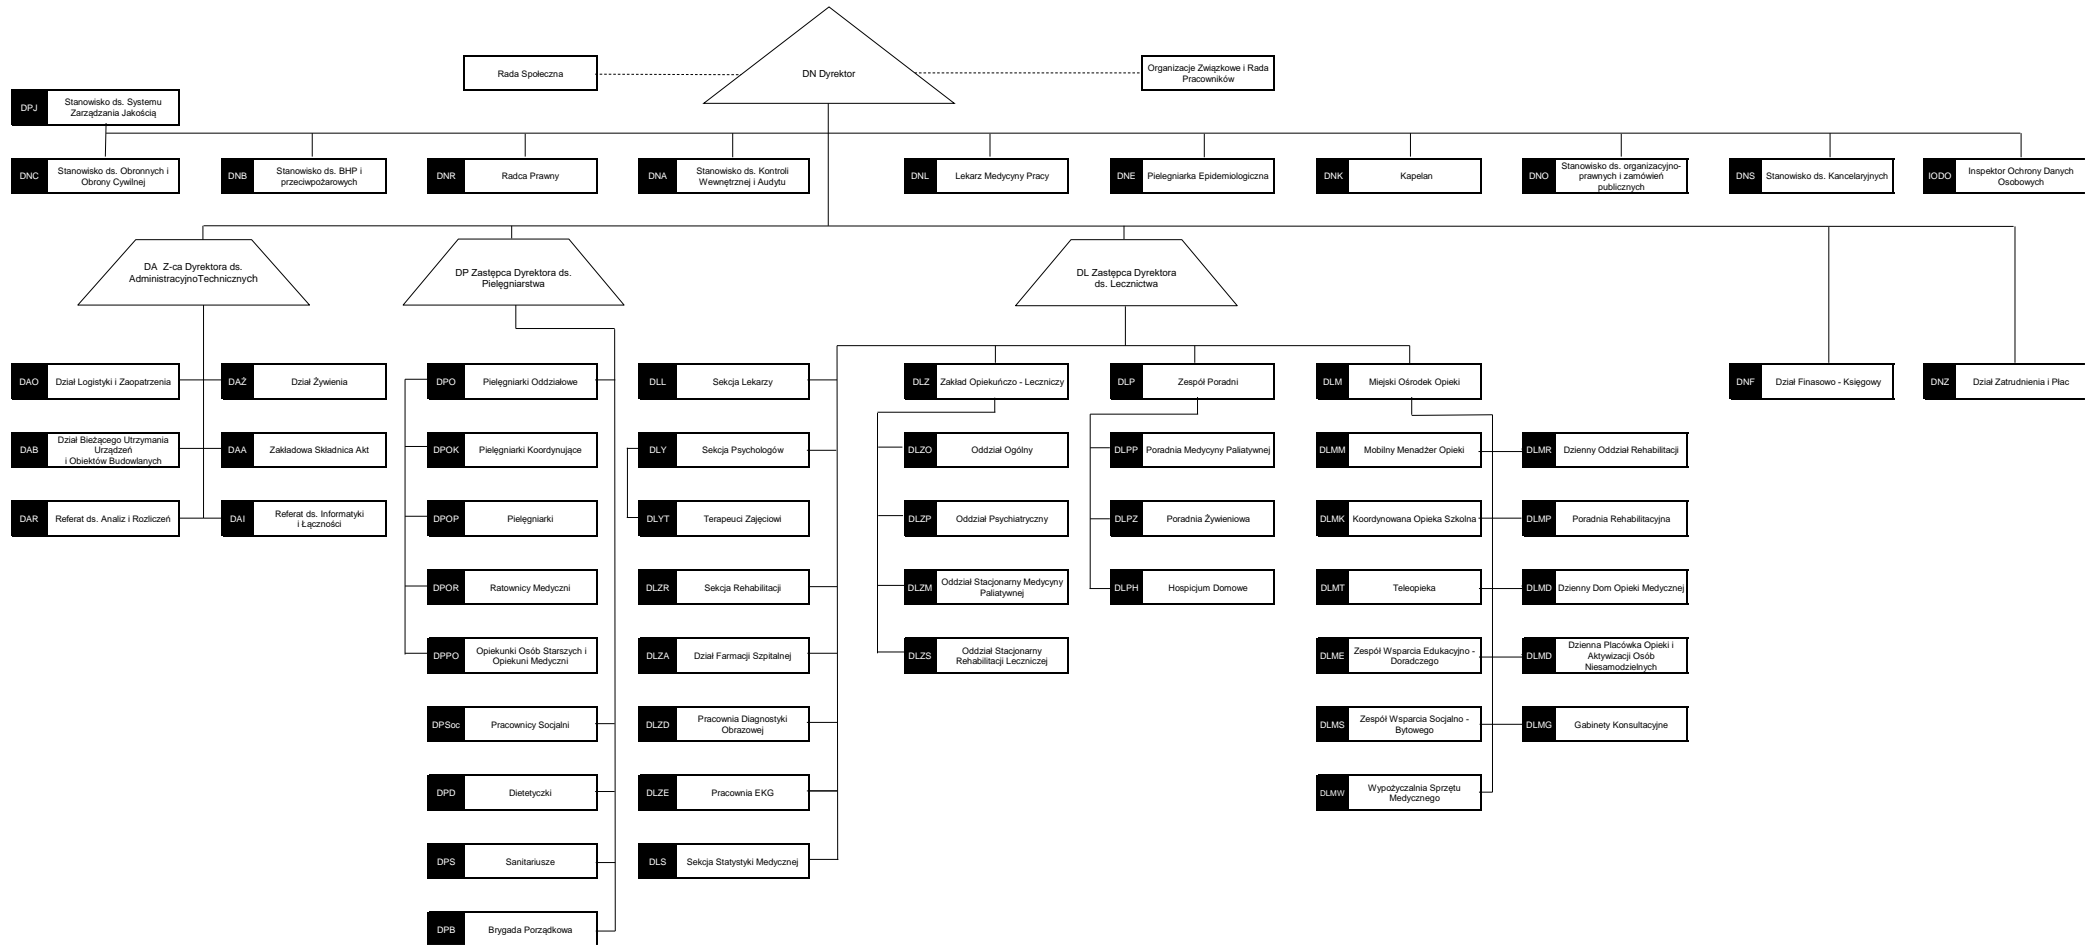 DN Dyrektor
Rada Społeczna
Organizacje Związkowe i Rada
Pracowników
DPJ
Stanowisko ds. Systemu
Zarządzania Jakością
DNC
Stanowisko ds. Obronnych i
Obrony Cywilnej
DNB
Stanowisko ds. BHP i
przeciwpożarowych
DNR
Radca Prawny
DNA
Stanowisko ds. Kontroli
Wewnętrznej i Audytu
DNL
Lekarz Medycyny Pracy
DNE
Pielegniarka Epidemiologiczna
DNK
Kapelan
DNO
Stanowisko ds. organizacyjno-
prawnych i zamówień
publicznych
DNS
Stanowisko ds. Kancelaryjnych
IODO
Inspektor Ochrony Danych
Osobowych
DA Z-ca Dyrektora ds.
AdministracyjnoTechnicznych
DP Zastępca Dyrektora ds.
Pielęgniarstwa
DL Zastępca Dyrektora
ds. Lecznictwa
DAO
Dział Logistyki i Zaopatrzenia
DAŻ
Dział Żywienia
DPO
Pielęgniarki Oddziałowe
DLL
Sekcja Lekarzy
DLZ
Zakład Opiekuńczo - Leczniczy
DLP
Zespół Poradni
DLM
Miejski Ośrodek Opieki
DNF
Dział Finasowo - Księgowy
DNZ
Dział Zatrudnienia i Płac
DAB
Dział Bieżącego Utrzymania
Urządzeń
i Obiektów Budowlanych
DAA
Zakładowa Składnica Akt
DPOK
Pielęgniarki Koordynujące
DLY
Sekcja Psychologów
DLZO
Oddział Ogólny
DLPP
Poradnia Medycyny Paliatywnej
DLMM
Mobilny Menadżer Opieki
DLMR
Dzienny Oddział Rehabilitacji
DAR
Referat ds. Analiz i Rozliczeń
DAI
Referat ds. Informatyki
i Łączności
DPOP
Pielęgniarki
DLYT
Terapeuci Zajęciowi
DLZP
Oddział Psychiatryczny
DLPZ
Poradnia Żywieniowa
DLMK
Koordynowana Opieka Szkolna
DLMP
Poradnia Rehabilitacyjna
DPOR
Ratownicy Medyczni
DLZR
Sekcja Rehabilitacji
DLZM
Oddział Stacjonarny Medycyny
Paliatywnej
DLPH
Hospicjum Domowe
DLMT
Teleopieka
DLMD
Dzienny Dom Opieki Medycznej
DPPO
Opiekunki Osób Starszych i
Opiekuni Medyczni
DLZA
Dział Farmacji Szpitalnej
DLZS
Oddział Stacjonarny
Rehabilitacji Leczniczej
DLME
Zespół Wsparcia Edukacyjno -
Doradczego
DLMD
Dzienna Placówka Opieki i
Aktywizacji Osób
Niesamodzielnych
DPSoc
Pracownicy Socjalni
DLZD
Pracownia Diagnostyki
Obrazowej
DLMS
Zespół Wsparcia Socjalno -
Bytowego
DLMG
Gabinety Konsultacyjne
DPD
Dietetyczki
DLZE
Pracownia EKG
DLMW
Wypożyczalnia Sprzętu
Medycznego
DPS
Sanitariusze
DLS
Sekcja Statystyki Medycznej
DPB
Brygada Porządkowa